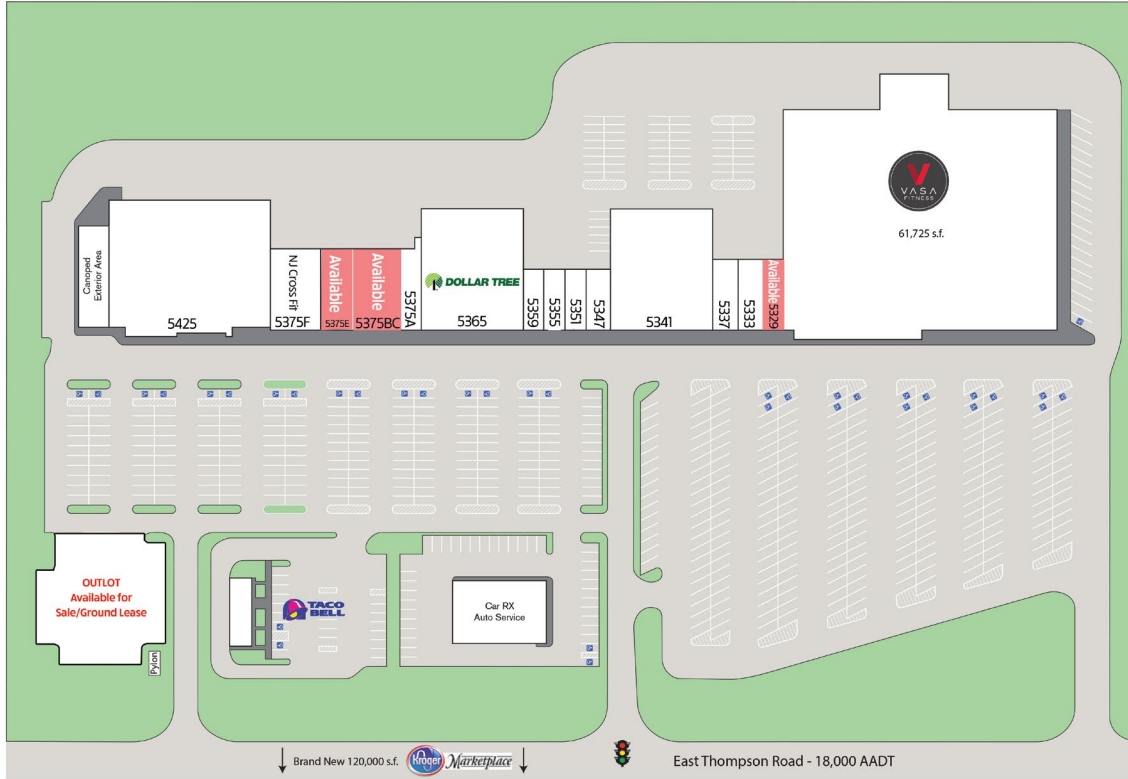 VASA
FITNESS
61,725 s.f.
Canoped
Exterior Area
5425
NJ Cross Fit
5375F
Available
5375E
Available
5375BC
5375A
DOLLAR TREE
5365
5359
5355
5351
5347
5341
5337
5333
Available
5329
OUTLOT
Available for
Sale/Ground Lease
Pylon
TACO
BELL
Car RX
Auto Service
Brand New 120,000 s.f.
Kroger Marketplace
East Thompson Road - 18,000 AADT